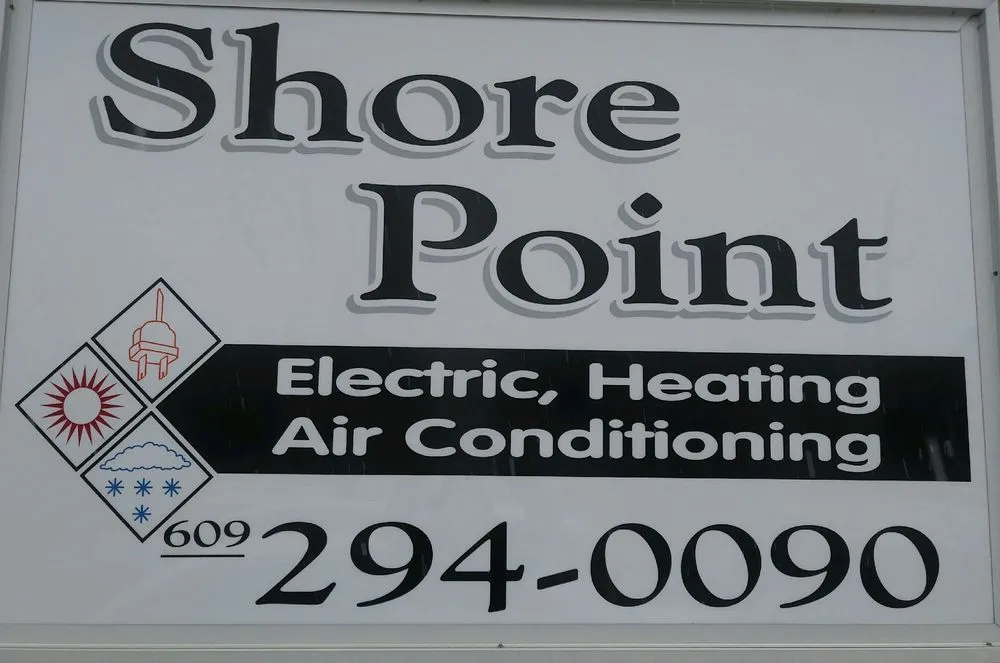 Shore
Point
Electric, Heating
Air Conditioning
609 294-0090